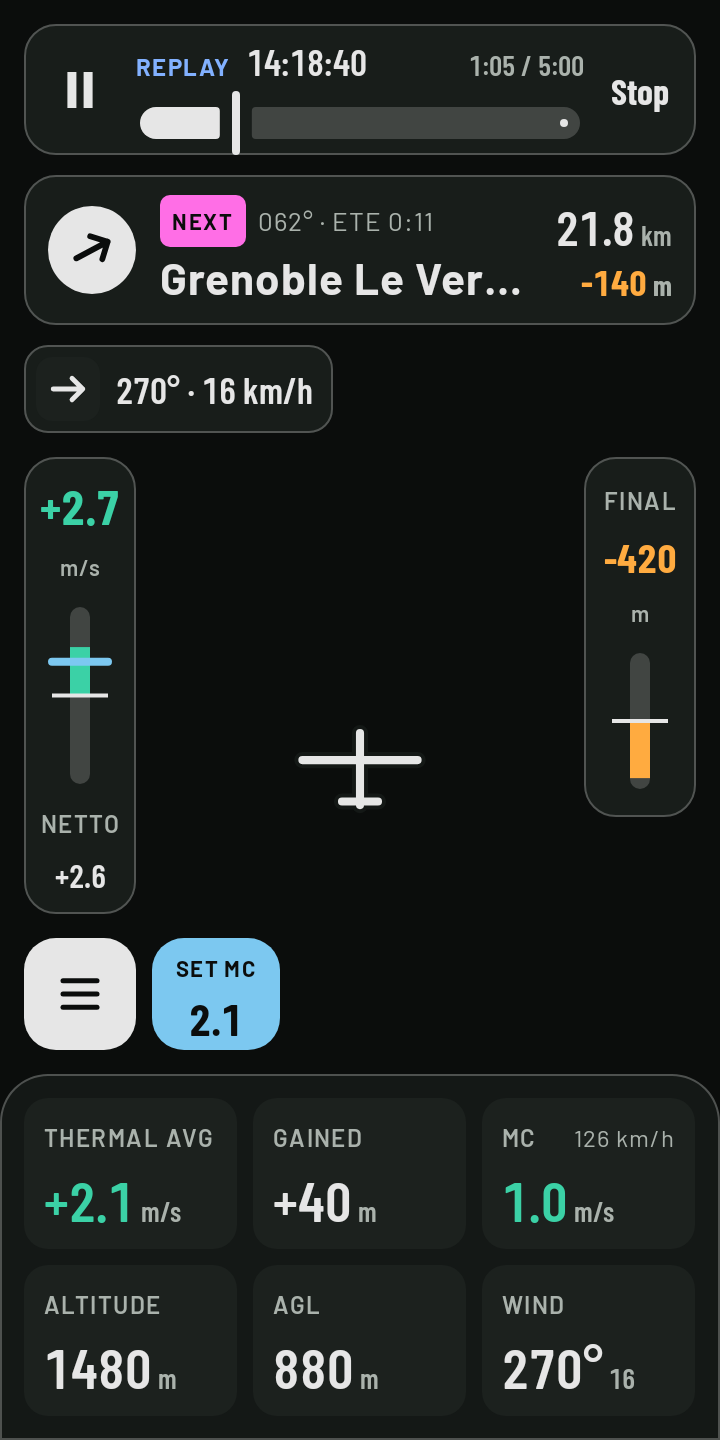 REPLAY 14:18:40 1:05 / 5:00
Stop
NEXT 062° · ETE 0:11 21.8 km
Grenoble Le Ver... -140 m
270° · 16 km/h
+2.7
m/s
NETTO
+2.6
FINAL
-420
m
SET MC
2.1
THERMAL AVG
+2.1 m/s
GAINED
+40 m
MC 126 km/h
1.0 m/s
ALTITUDE
1480 m
AGL
880 m
WIND
270° 16